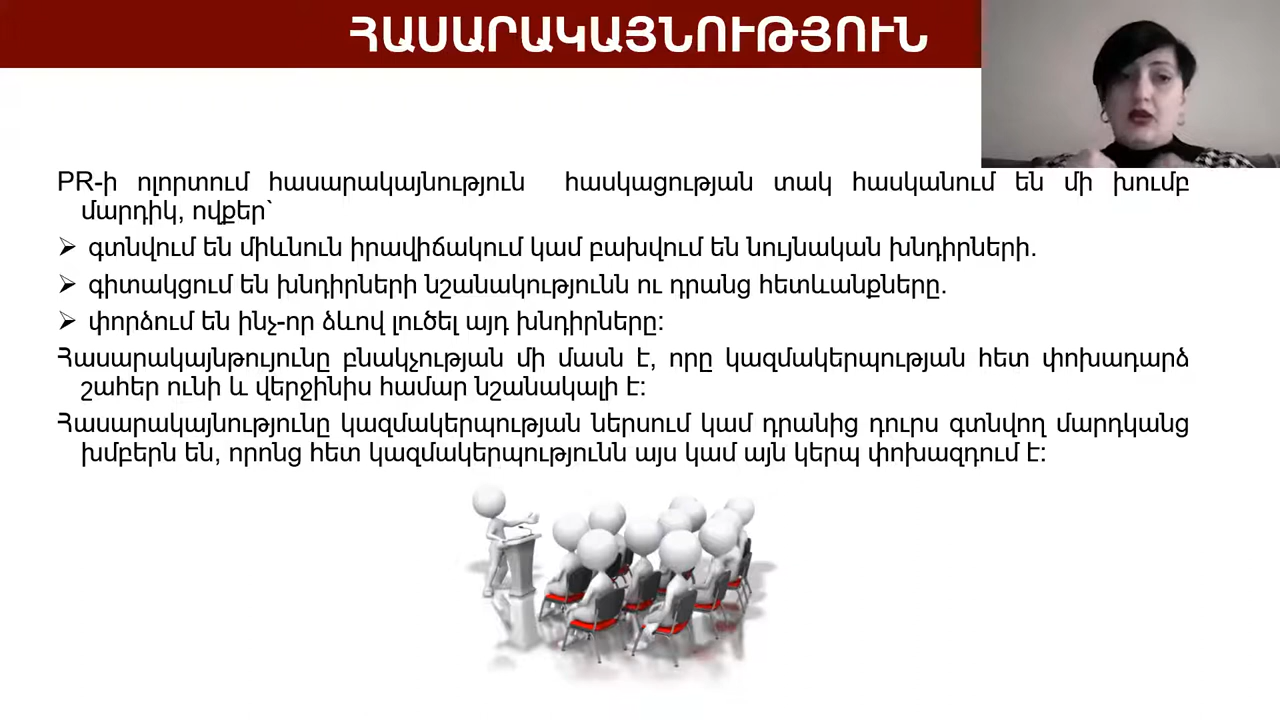 ՀԱՍԱՐԱԿԱՅՆՈՒԹՅՈՒՆ
PR-ի ոլորտում հասարակայնություն հասկացության տակ հասկանում են մի խումբ
մարդիկ, ովքեր`
➢ գտնվում են միևնուն իրավիճակում կամ բախվում են նույնական խնդիրների.
➢ գիտակցում են խնդիրների նշանակությունն ու դրանց հետևանքները.
➢ փորձում են ինչ-որ ձևով լուծել այդ խնդիրները:
Հասարակայնթույունը բնակչության մի մասն է, որը կազմակերպության հետ փոխադարձ
շահեր ունի և վերջինիս համար նշանակալի է:
Հասարակայնությունը կազմակերպության ներսում կամ դրանից դուրս գտնվող մարդկանց
խմբերն են, որոնց հետ կազմակերպությունն այս կամ այն կերպ փոխազդում է: